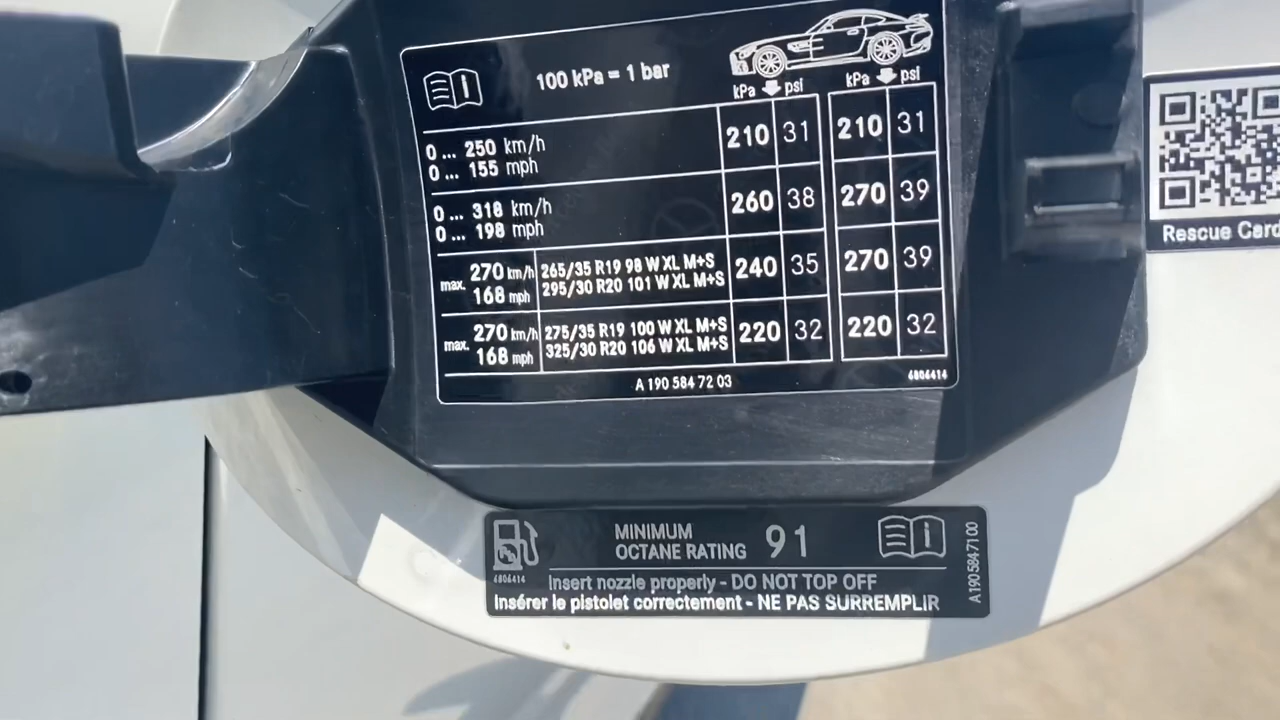 100 kPa = 1 bar
kPa psi kPa psi
0 ... 250 km/h
0 ... 155 mph
210 31 210 31
0 ... 318 km/h
0 ... 198 mph
260 38 270 39
max. 270 km/h
168 mph
265/35 R19 98 W XL M+S
295/30 R20 101 W XL M+S
240 35 270 39
max. 270 km/h
168 mph
275/35 R19 100 W XL M+S
325/30 R20 106 W XL M+S
220 32 220 32
A 190 584 72 03
6806414
Rescue Card
MINIMUM
OCTANE RATING 91
6806414
Insert nozzle properly - DO NOT TOP OFF
Insérer le pistolet correctement - NE PAS SURREMPLIR
A 190 584 71 00